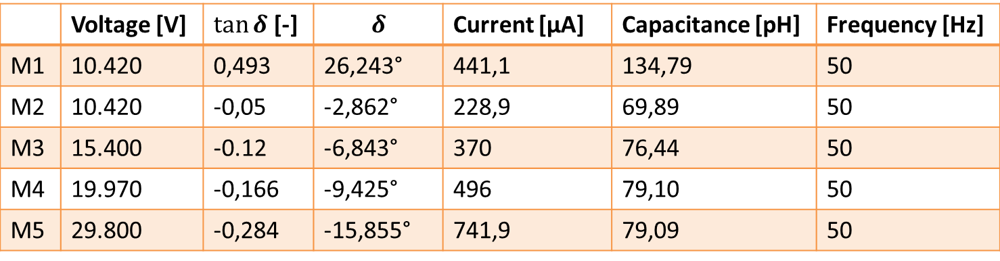 Voltage [V] tan δ [-] δ Current [µA] Capacitance [pH] Frequency [Hz]
M1 10.420 0,493 26,243° 441,1 134,79 50
M2 10.420 -0,05 -2,862° 228,9 69,89 50
M3 15.400 -0.12 -6,843° 370 76,44 50
M4 19.970 -0,166 -9,425° 496 79,10 50
M5 29.800 -0,284 -15,855° 741,9 79,09 50